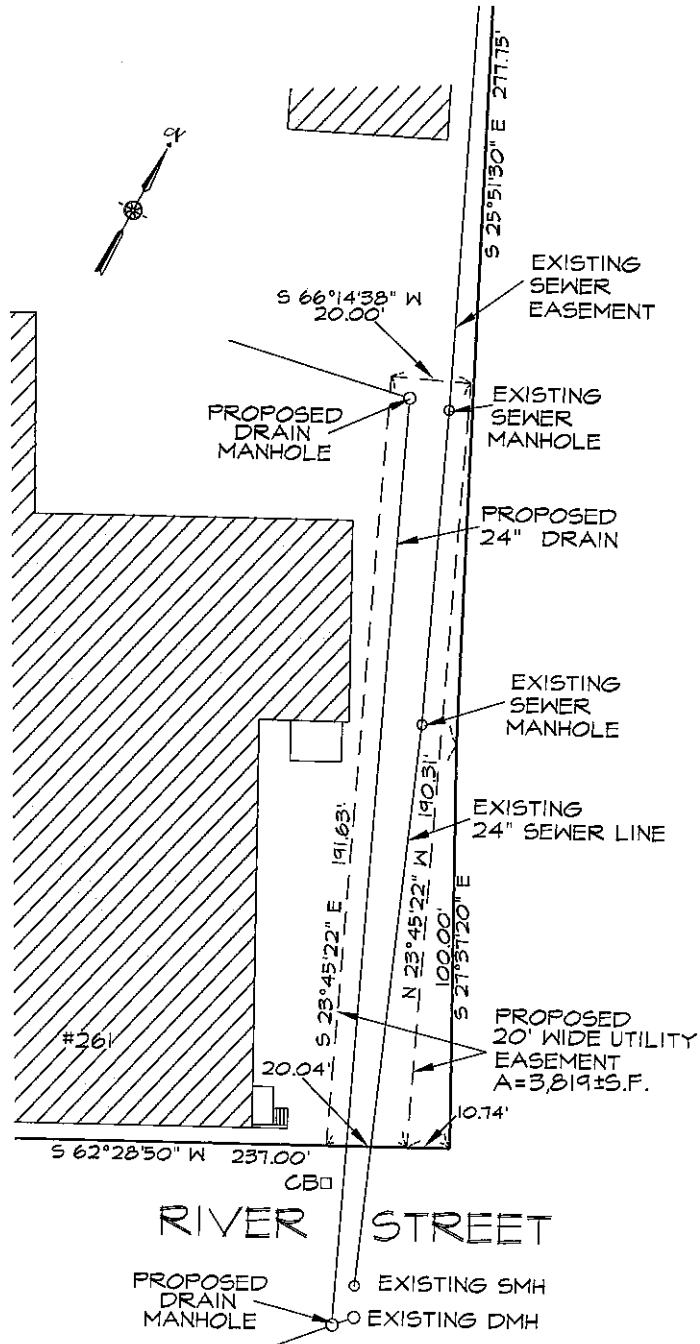 S 25°51'30" E 277.75'
EXISTING
SEWER
EASEMENT
S 66°14'38" W
20.00'
PROPOSED
DRAIN
MANHOLE
EXISTING
SEWER
MANHOLE
PROPOSED
24" DRAIN
EXISTING
SEWER
MANHOLE
EXISTING
24" SEWER LINE
S 23°45'22" E 191.63'
N 23°45'22" W 190.31'
100.00'
S 27°37'20" E
PROPOSED
20' WIDE UTILITY
EASEMENT
A=3,819±S.F.
#261
20.04'
10.74'
S 62°28'50" W 237.00'
CB
RIVER STREET
PROPOSED
DRAIN
MANHOLE
EXISTING SMH
EXISTING DMH